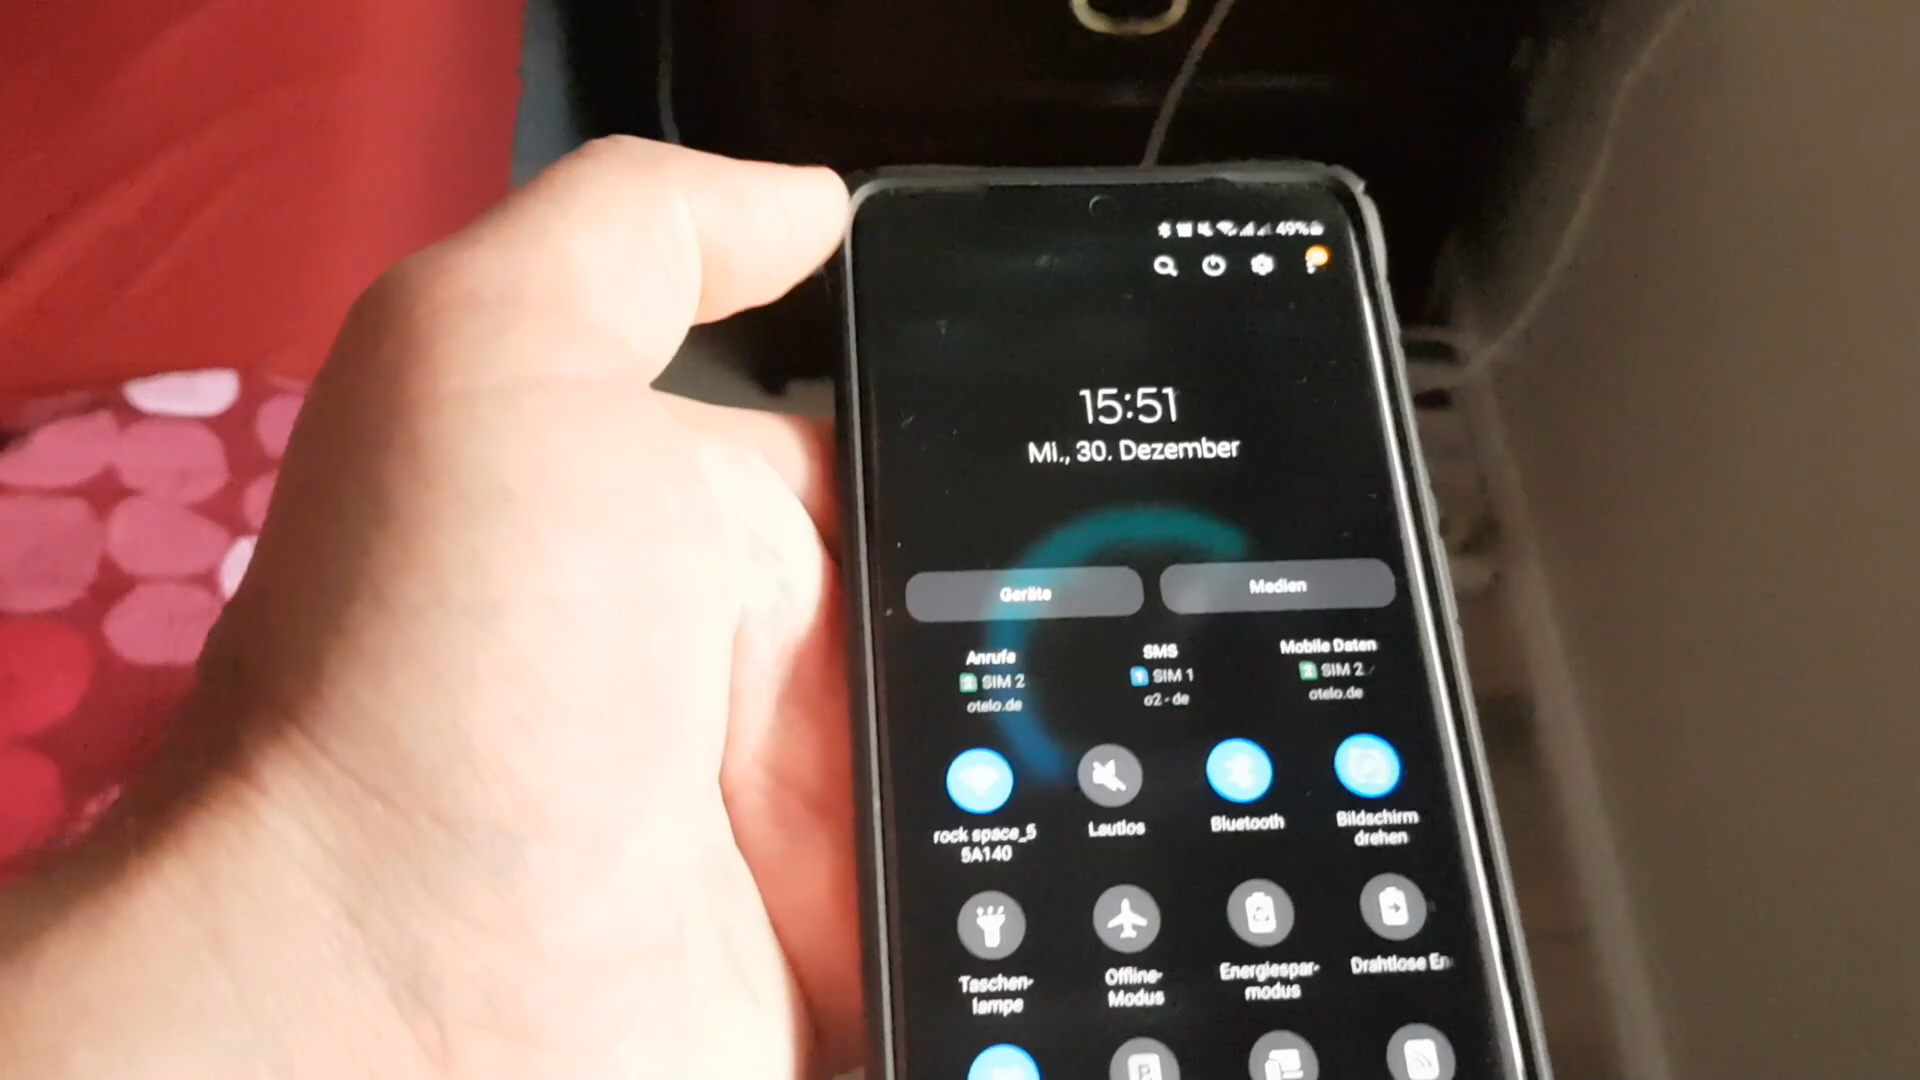 49%
15:51
Mi., 30. Dezember
Geräte
Medien
Anrufe
SIM 2
otelo.de
SMS
SIM 1
o2 - de
Mobile Daten
SIM 2
otelo.de
rock space_5
5A140
Lautlos
Bluetooth
Bildschirm
drehen
Taschen-
lampe
Offline-
Modus
Energiespar-
modus
Drahtlose En